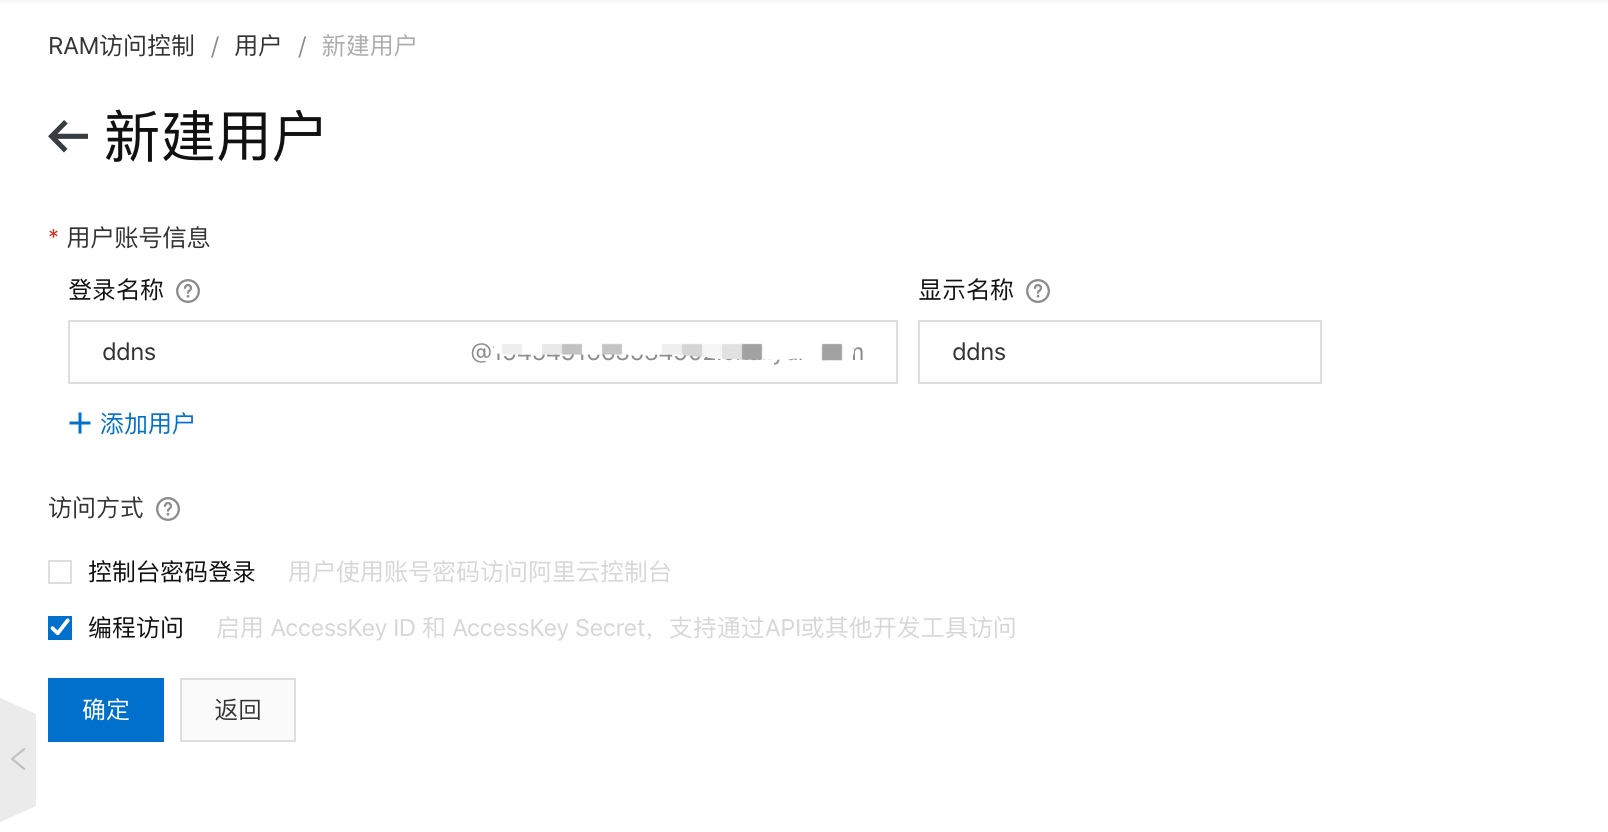 RAM访问控制 / 用户 / 新建用户
新建用户
* 用户账号信息
登录名称 ?
显示名称 ?
ddns
ddns
添加用户
访问方式 ?
控制台密码登录 用户使用账号密码访问阿里云控制台
编程访问 启用 AccessKey ID 和 AccessKey Secret，支持通过API或其他开发工具访问
确定 返回